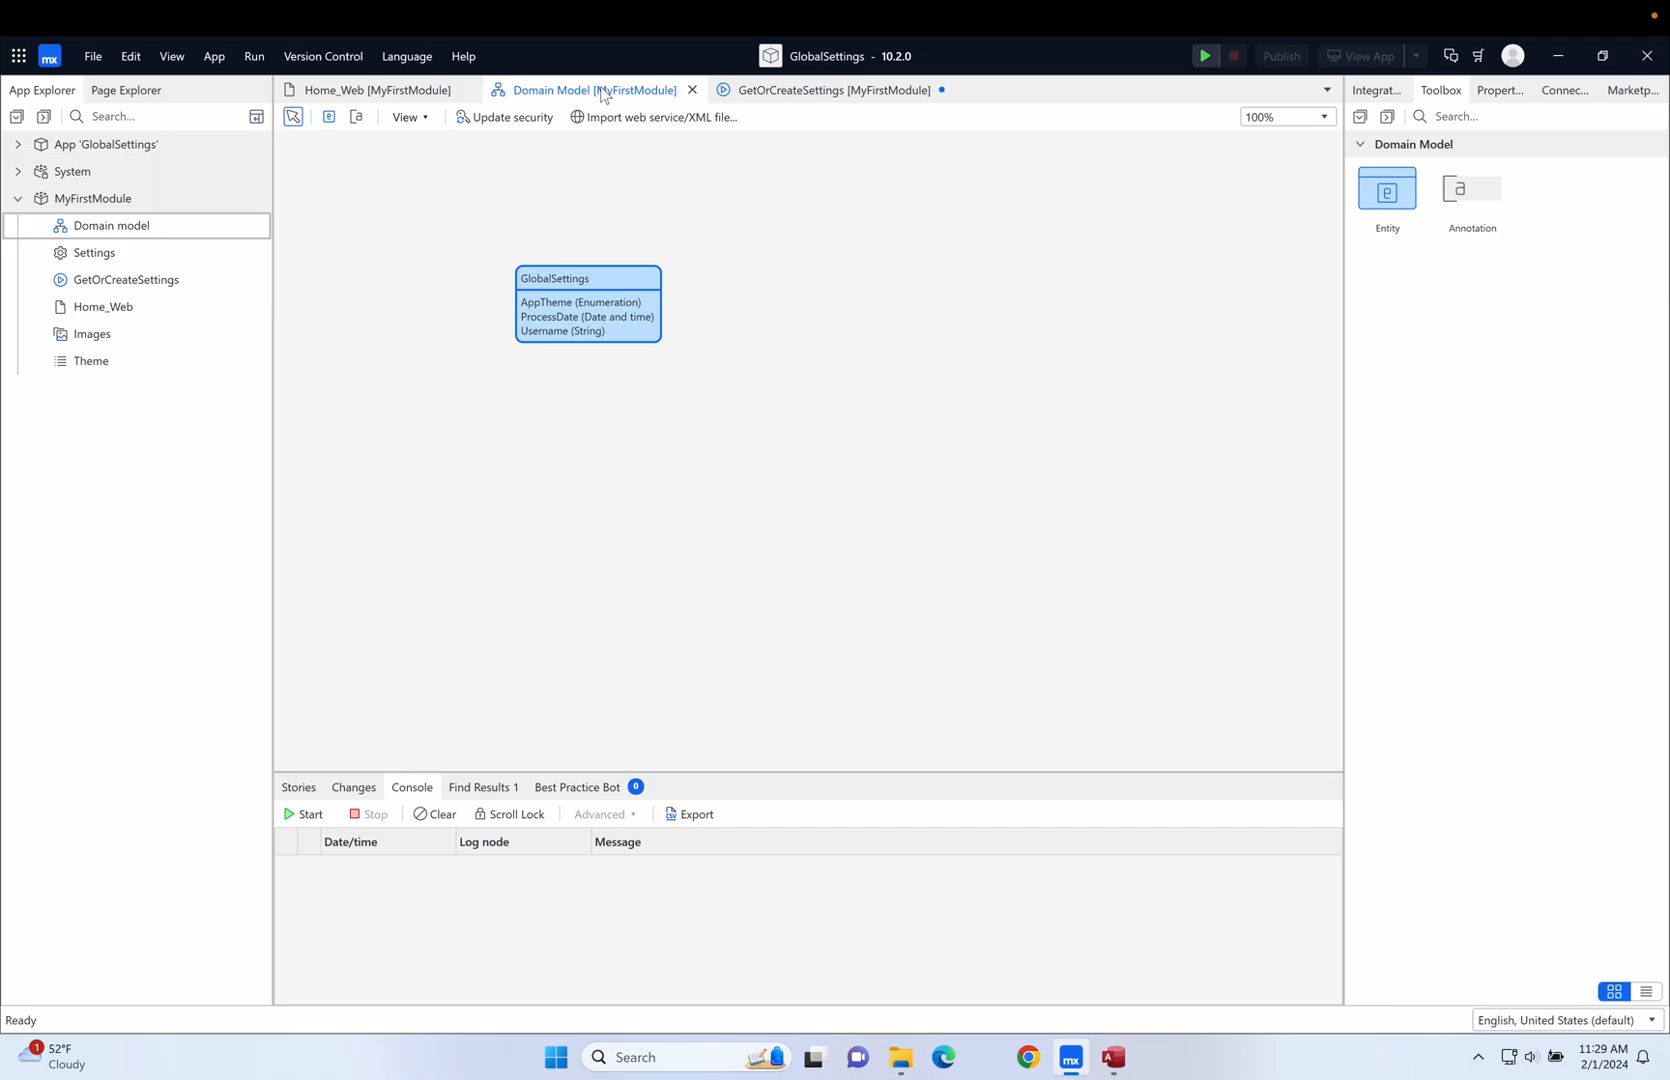 mx File Edit View App Run Version Control Language Help GlobalSettings - 10.2.0 Publish View App
App Explorer Page Explorer Home_Web [MyFirstModule] Domain Model [MyFirstModule] GetOrCreateSettings [MyFirstModule] Integrat... Toolbox Propert... Connec... Marketp...
Search... View Update security Import web service/XML file... 100% Search...
App 'GlobalSettings'
Domain Model
System
MyFirstModule
Domain model
Entity Annotation
Settings
GetOrCreateSettings
GlobalSettings
Home_Web
AppTheme (Enumeration)
ProcessDate (Date and time)
Username (String)
Images
Theme
Stories Changes Console Find Results 1 Best Practice Bot 0
Start Stop Clear Scroll Lock Advanced Export
Date/time Log node Message
Ready English, United States (default)
1 52°F
Cloudy
Search
mx
11:29 AM
2/1/2024